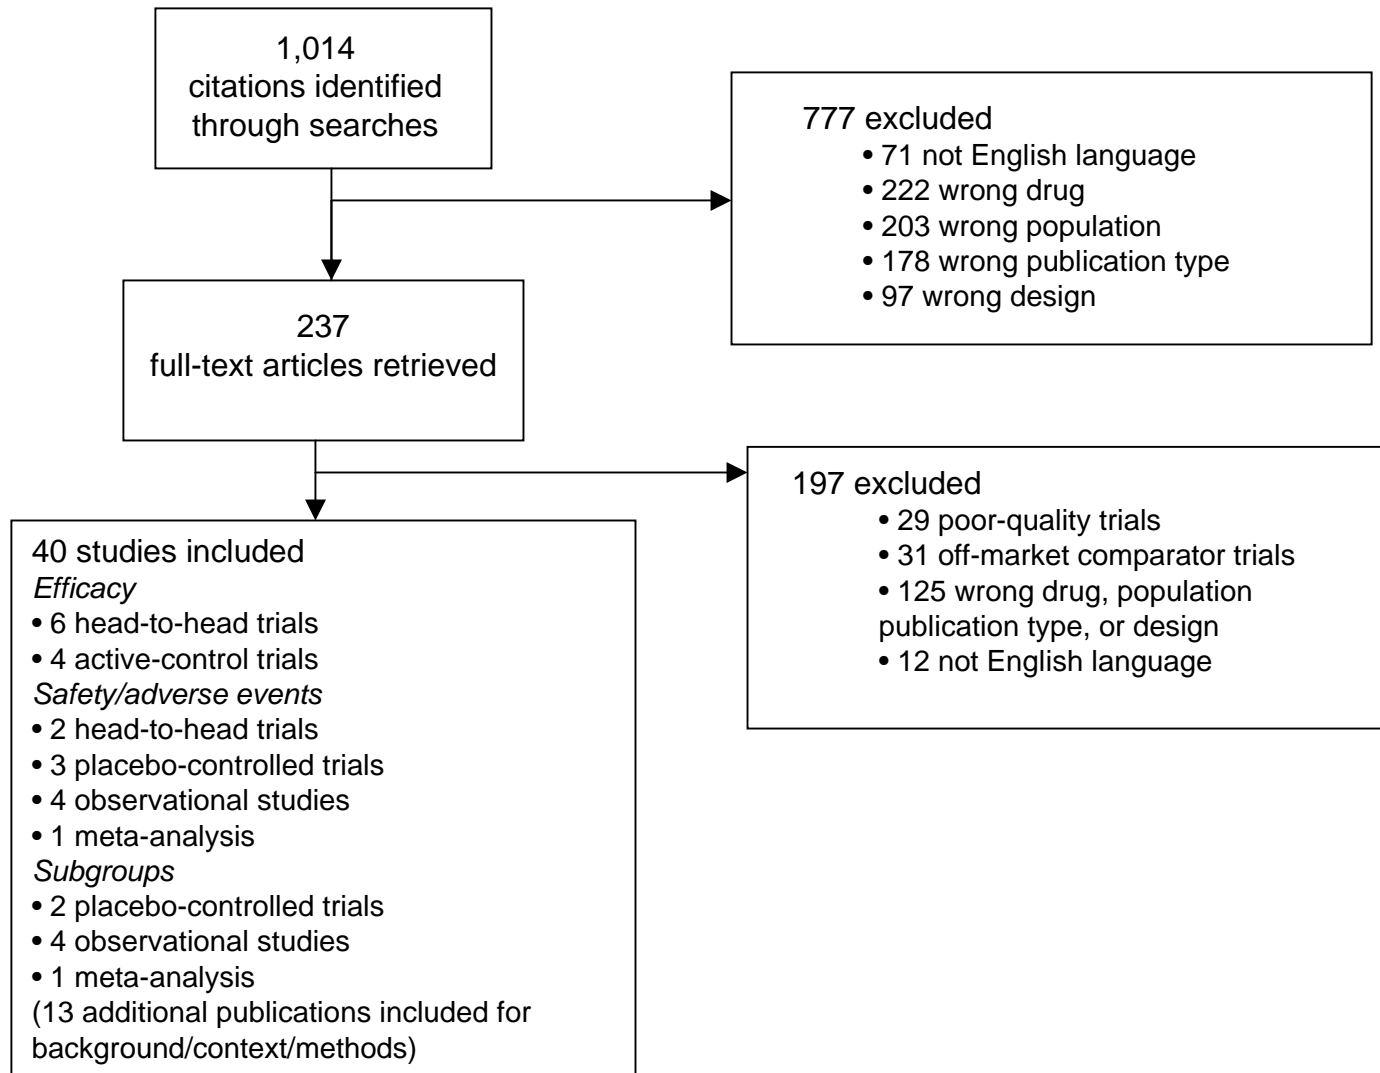 1,014
citations identified
through searches
777 excluded
• 71 not English language
• 222 wrong drug
• 203 wrong population
• 178 wrong publication type
• 97 wrong design
237
full-text articles retrieved
197 excluded
• 29 poor-quality trials
• 31 off-market comparator trials
• 125 wrong drug, population
publication type, or design
• 12 not English language
40 studies included
Efficacy
• 6 head-to-head trials
• 4 active-control trials
Safety/adverse events
• 2 head-to-head trials
• 3 placebo-controlled trials
• 4 observational studies
• 1 meta-analysis
Subgroups
• 2 placebo-controlled trials
• 4 observational studies
• 1 meta-analysis
(13 additional publications included for
background/context/methods)